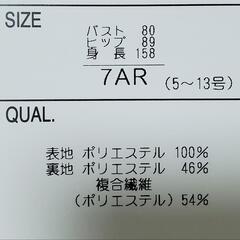 SIZE
バスト 80
ヒップ 89
身長 158
7AR (5~13号)
QUAL.
表地 ポリエステル 100%
裏地 ポリエステル 46%
複合繊維
(ポリエステル) 54%